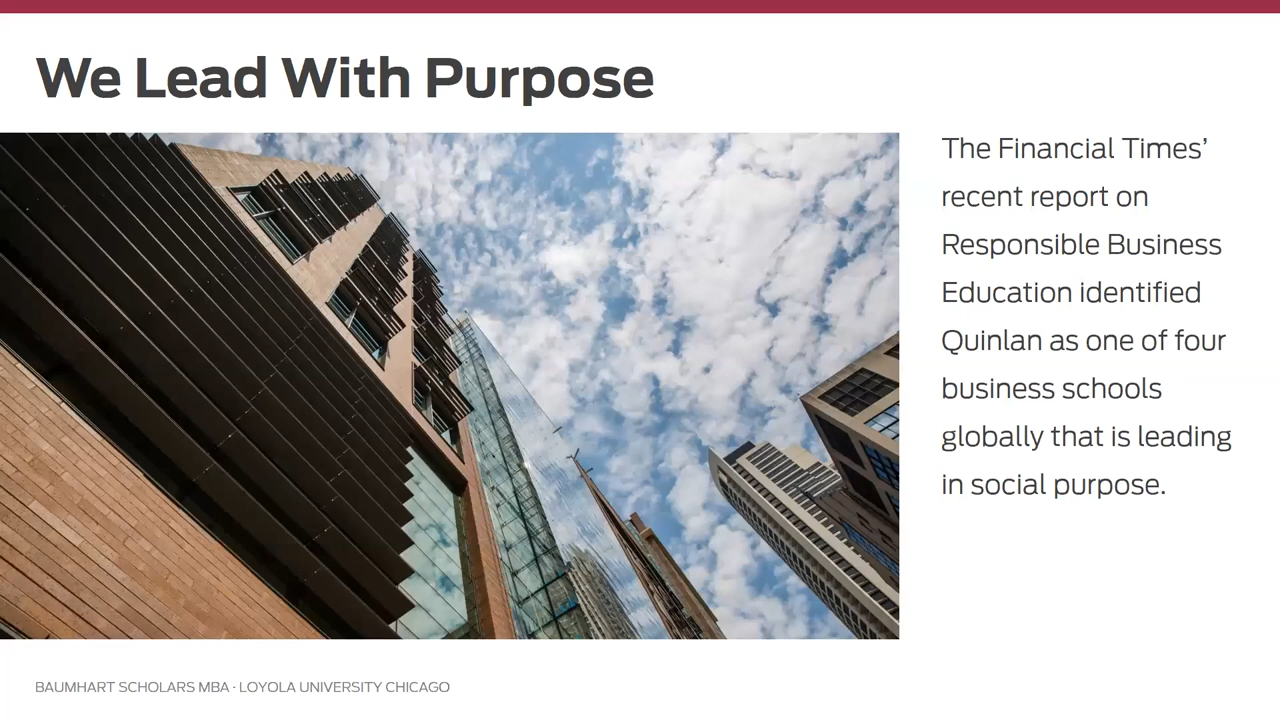 We Lead With Purpose
The Financial Times’
recent report on
Responsible Business
Education identified
Quinlan as one of four
business schools
globally that is leading
in social purpose.
BAUMHART SCHOLARS MBA · LOYOLA UNIVERSITY CHICAGO